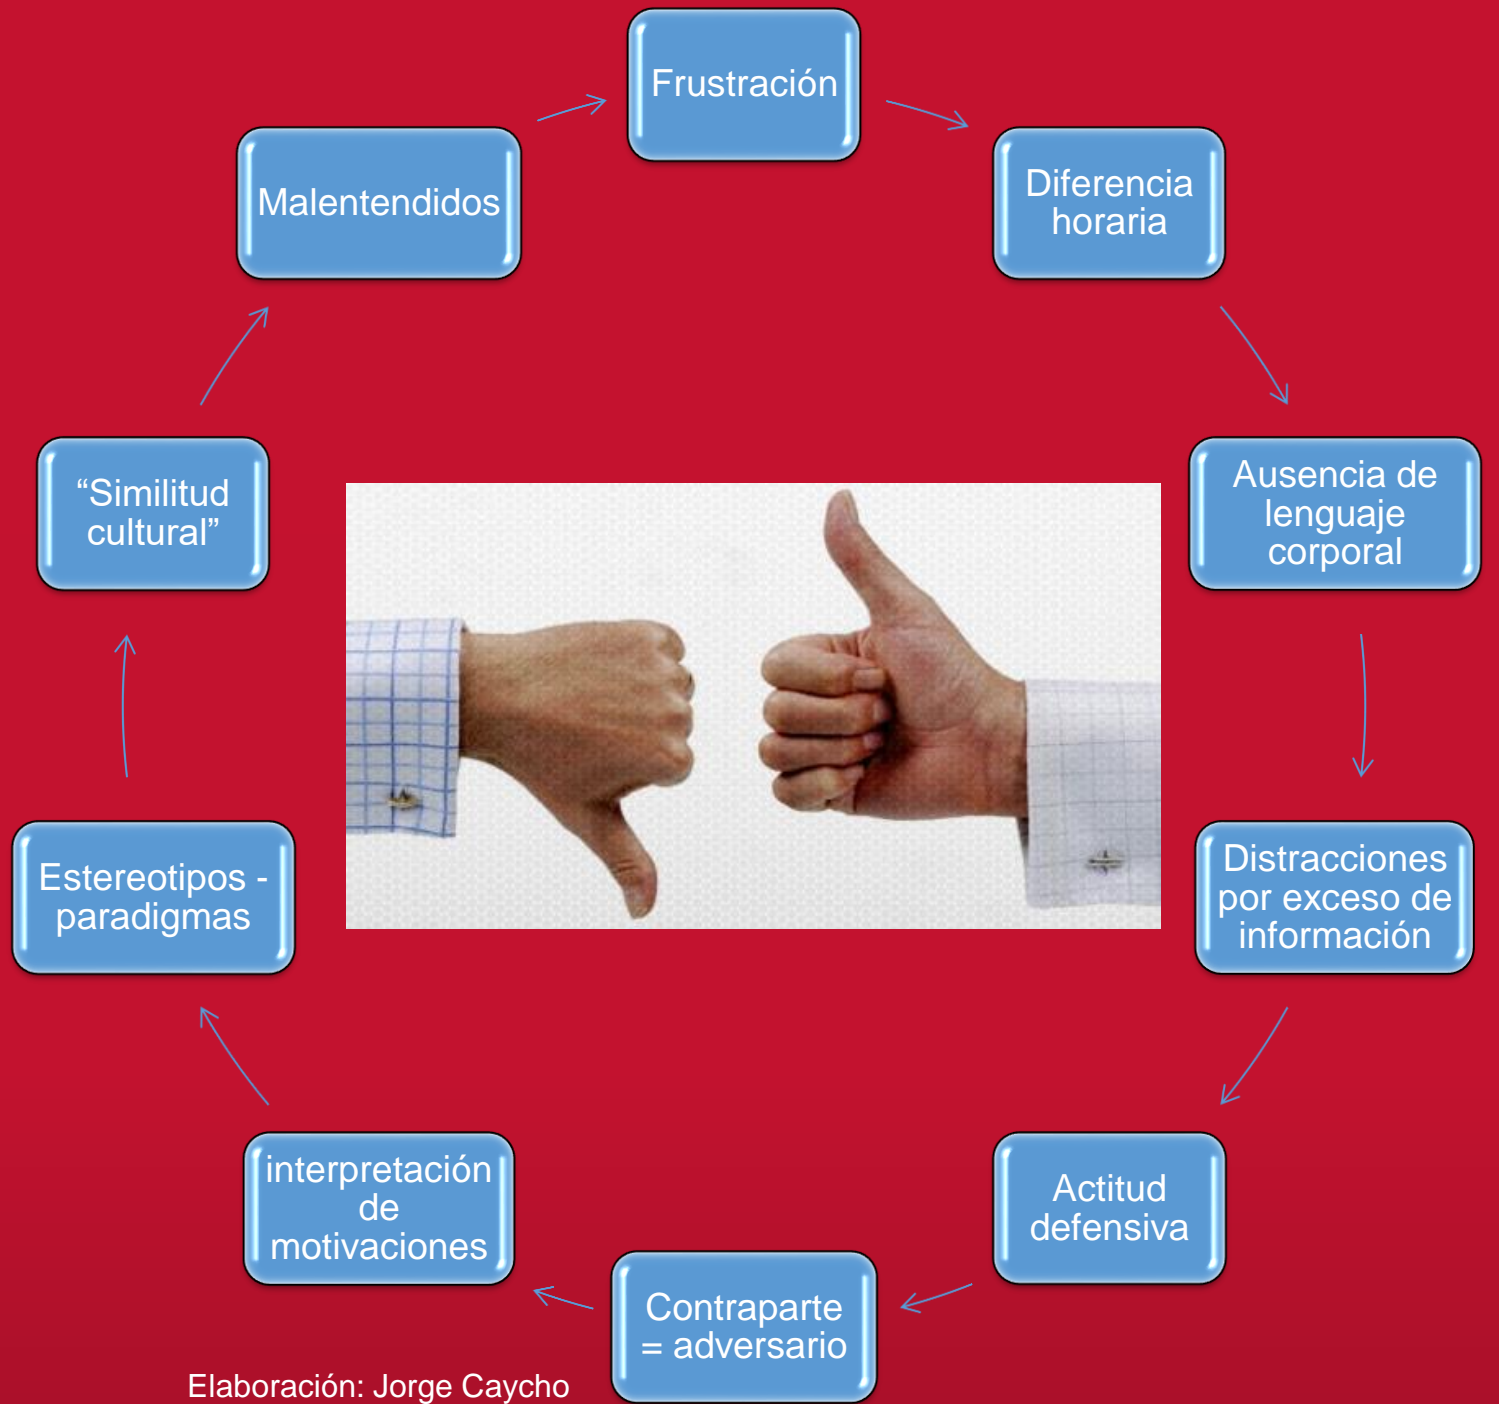 Frustración
Diferencia
horaria
Ausencia de
lenguaje
corporal
Distracciones
por exceso de
información
Actitud
defensiva
Contraparte
= adversario
interpretación
de
motivaciones
Estereotipos -
paradigmas
“Similitud
cultural”
Malentendidos
Elaboración: Jorge Caycho